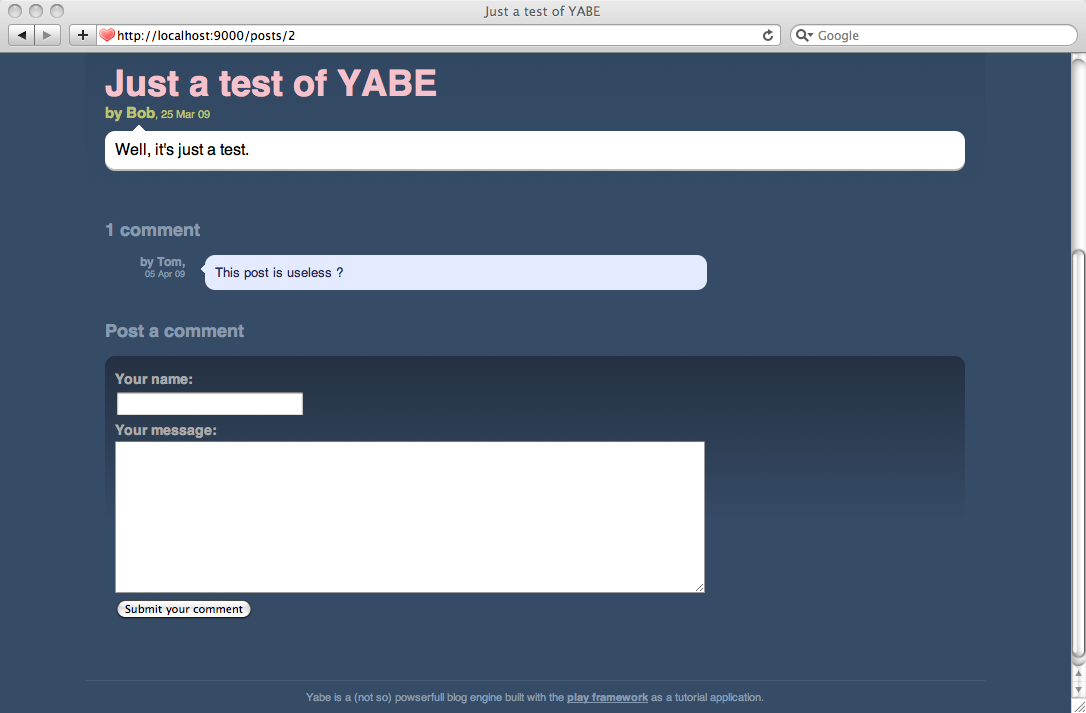 Just a test of YABE
http://localhost:9000/posts/2
Google
Just a test of YABE
by Bob, 25 Mar 09
Well, it's just a test.
1 comment
by Tom,
05 Apr 09
This post is useless ?
Post a comment
Your name:
Your message:
Submit your comment
Yabe is a (not so) powserfull blog engine built with the play framework as a tutorial application.